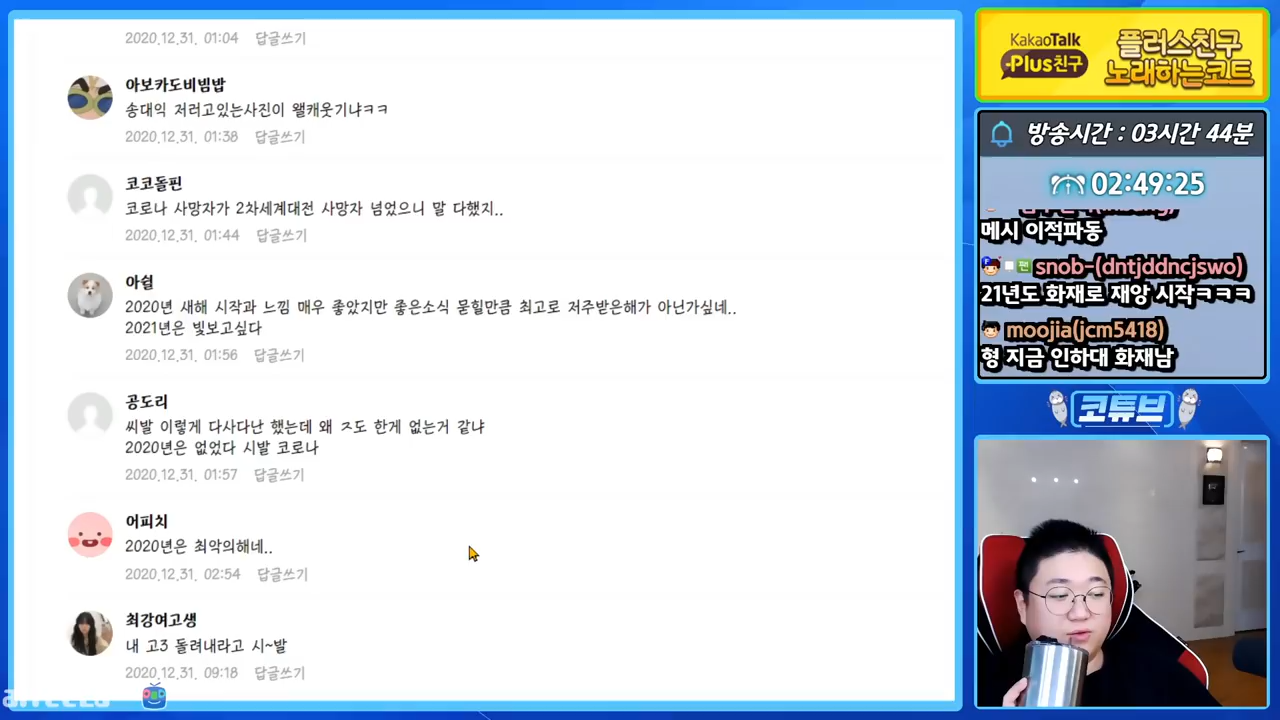 2020.12.31. 01:04 답글쓰기
아보카도비빔밥
송대익 저러고있는사진이 왤캐웃기냐ㅋㅋ
2020.12.31. 01:38 답글쓰기
코코돌핀
코로나 사망자가 2차세계대전 사망자 넘었으니 말 다했지..
2020.12.31. 01:44 답글쓰기
아쉴
2020년 새해 시작과 느낌 매우 좋았지만 좋은소식 묻힐만큼 최고로 저주받은해가 아닌가싶네..
2021년은 빛보고싶다
2020.12.31. 01:56 답글쓰기
공도리
씨발 이렇게 다사다난 했는데 왜 ㅈ도 한게 없는거 같냐
2020년은 없었다 시발 코로나
2020.12.31. 01:57 답글쓰기
어피치
2020년은 최악의해네..
2020.12.31. 02:54 답글쓰기
최강여고생
내 고3 돌려내라고 시~발
2020.12.31. 09:18 답글쓰기
KakaoTalk
Plus친구
플러스친구
노래하는코트
방송시간 : 03시간 44분
02:49:25
메시 이적파동
팬 snob-(dntjddncjswo)
21년도 화재로 재앙 시작ㅋㅋㅋ
moojia(jcm5418)
형 지금 인하대 화재남
코튜브